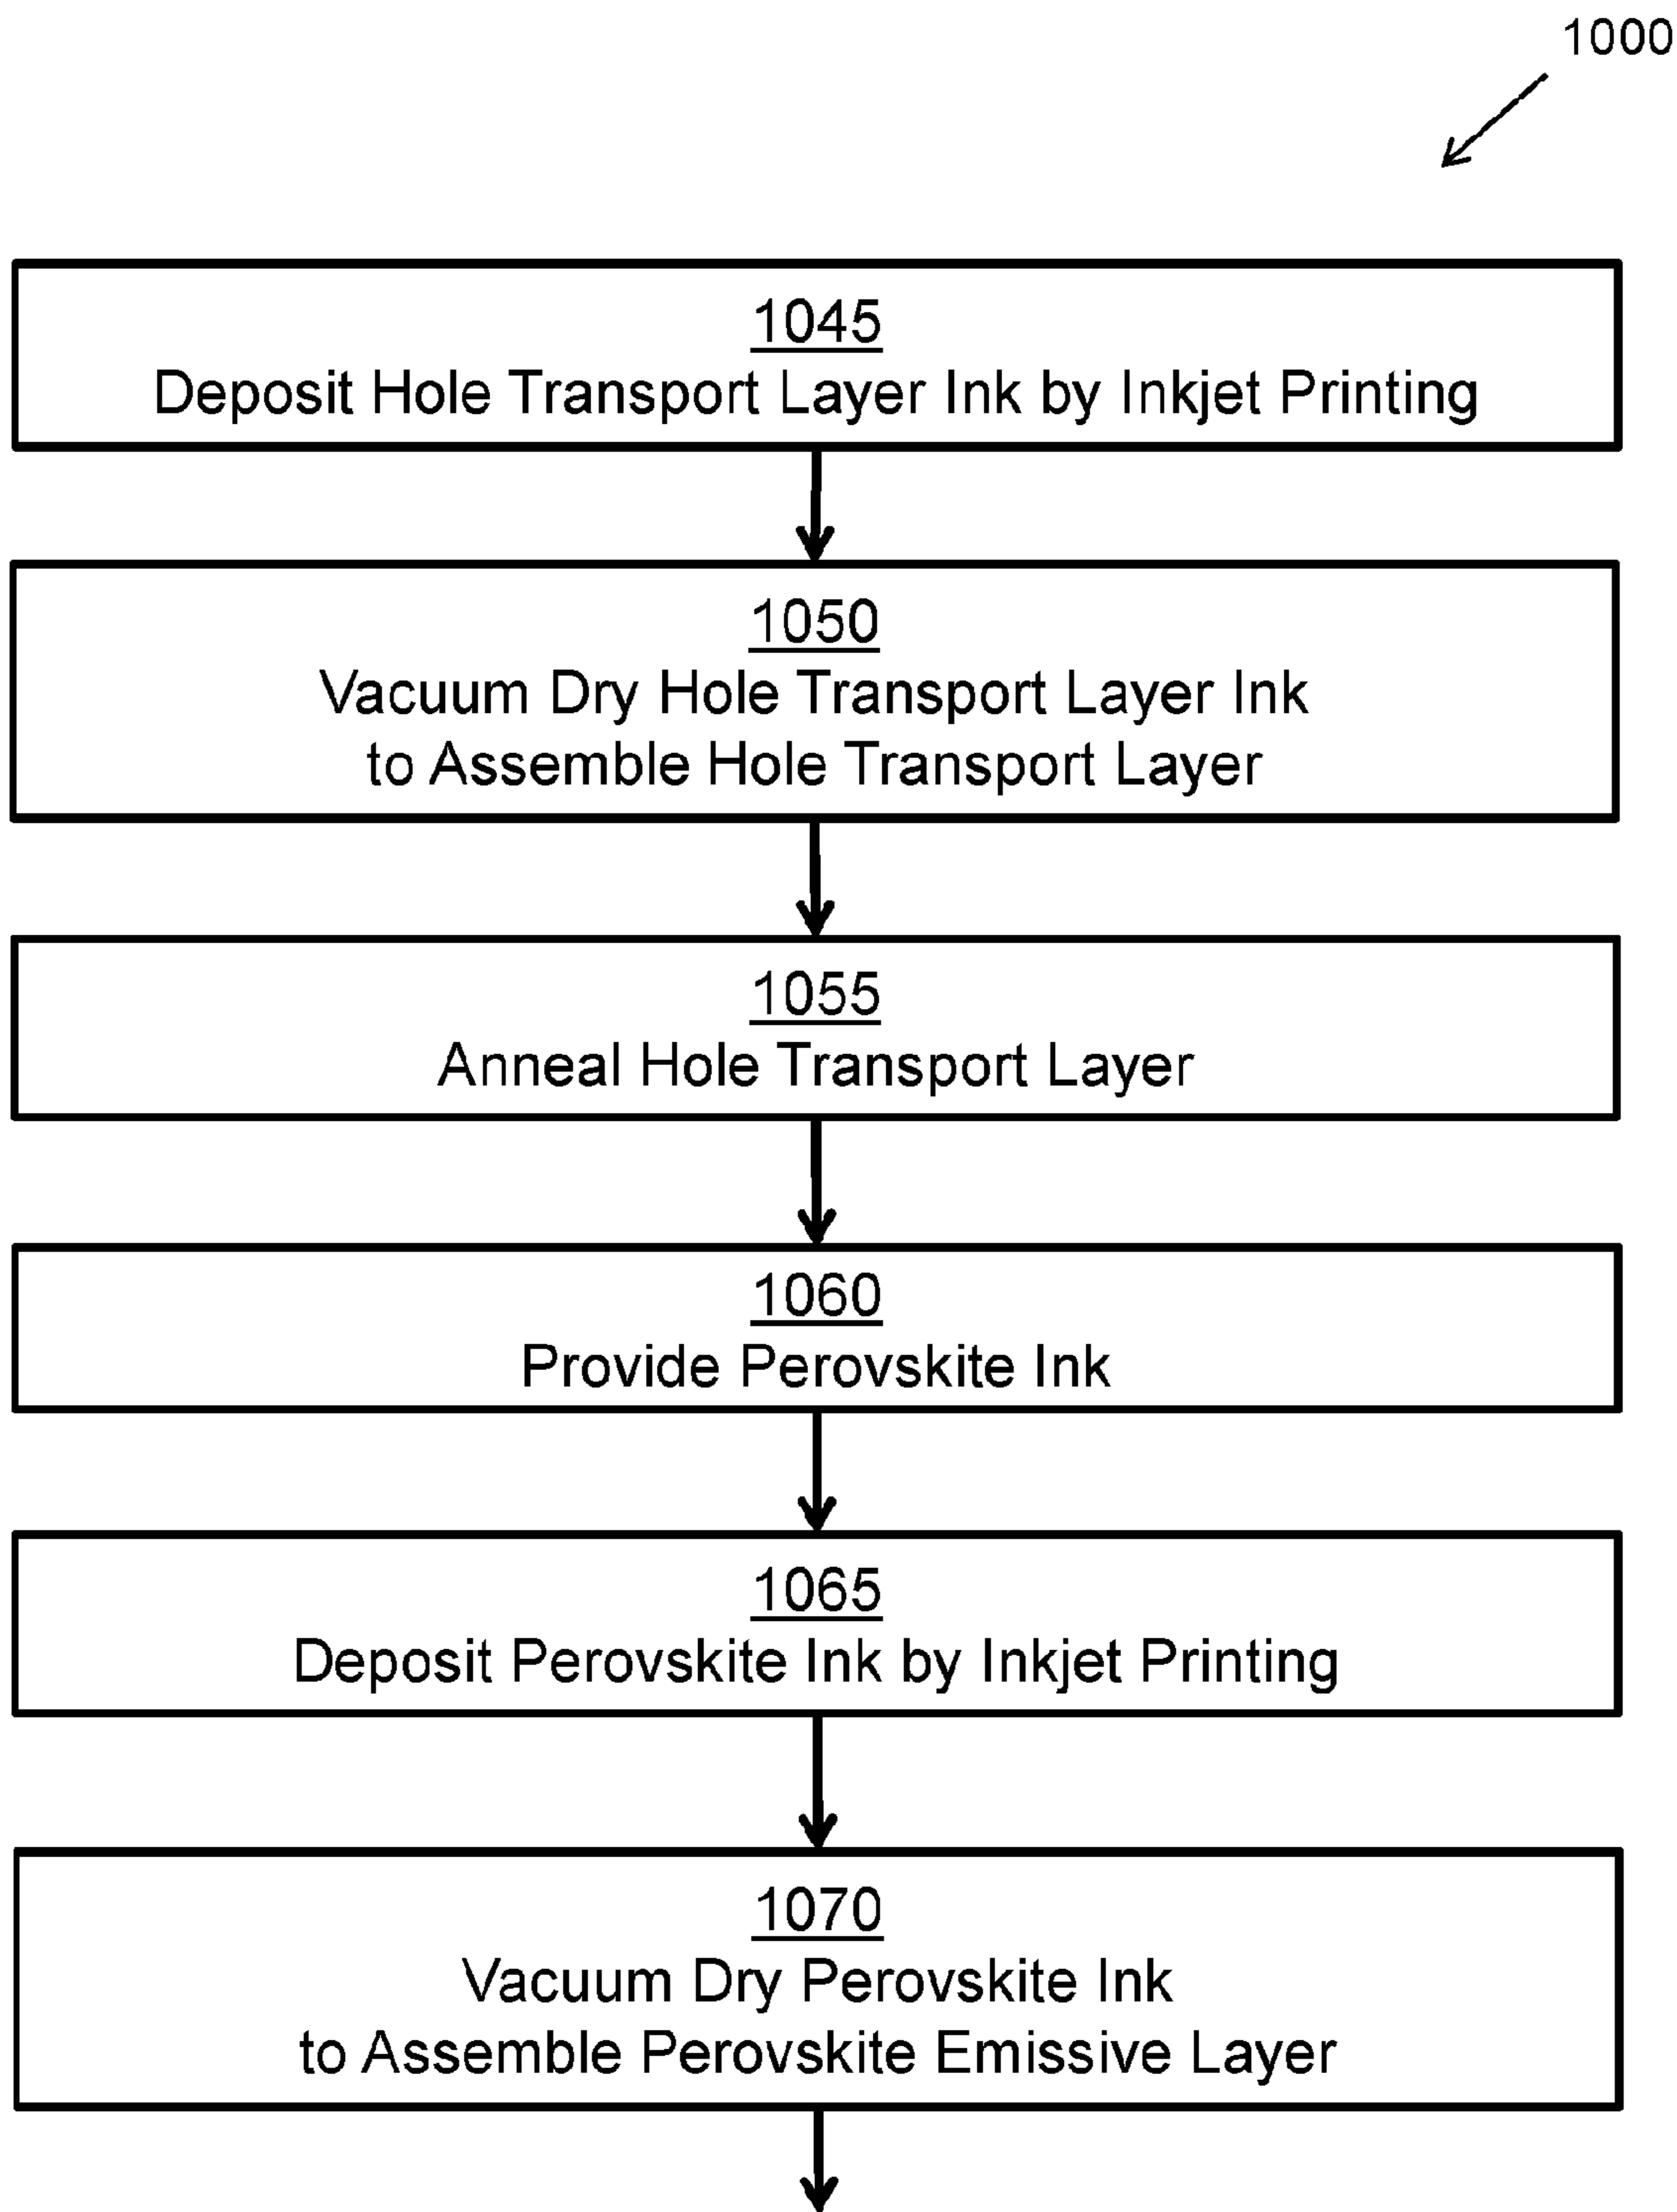 1000
1045
Deposit Hole Transport Layer Ink by Inkjet Printing
1050
Vacuum Dry Hole Transport Layer Ink
to Assemble Hole Transport Layer
1055
Anneal Hole Transport Layer
1060
Provide Perovskite Ink
1065
Deposit Perovskite Ink by Inkjet Printing
1070
Vacuum Dry Perovskite Ink
to Assemble Perovskite Emissive Layer